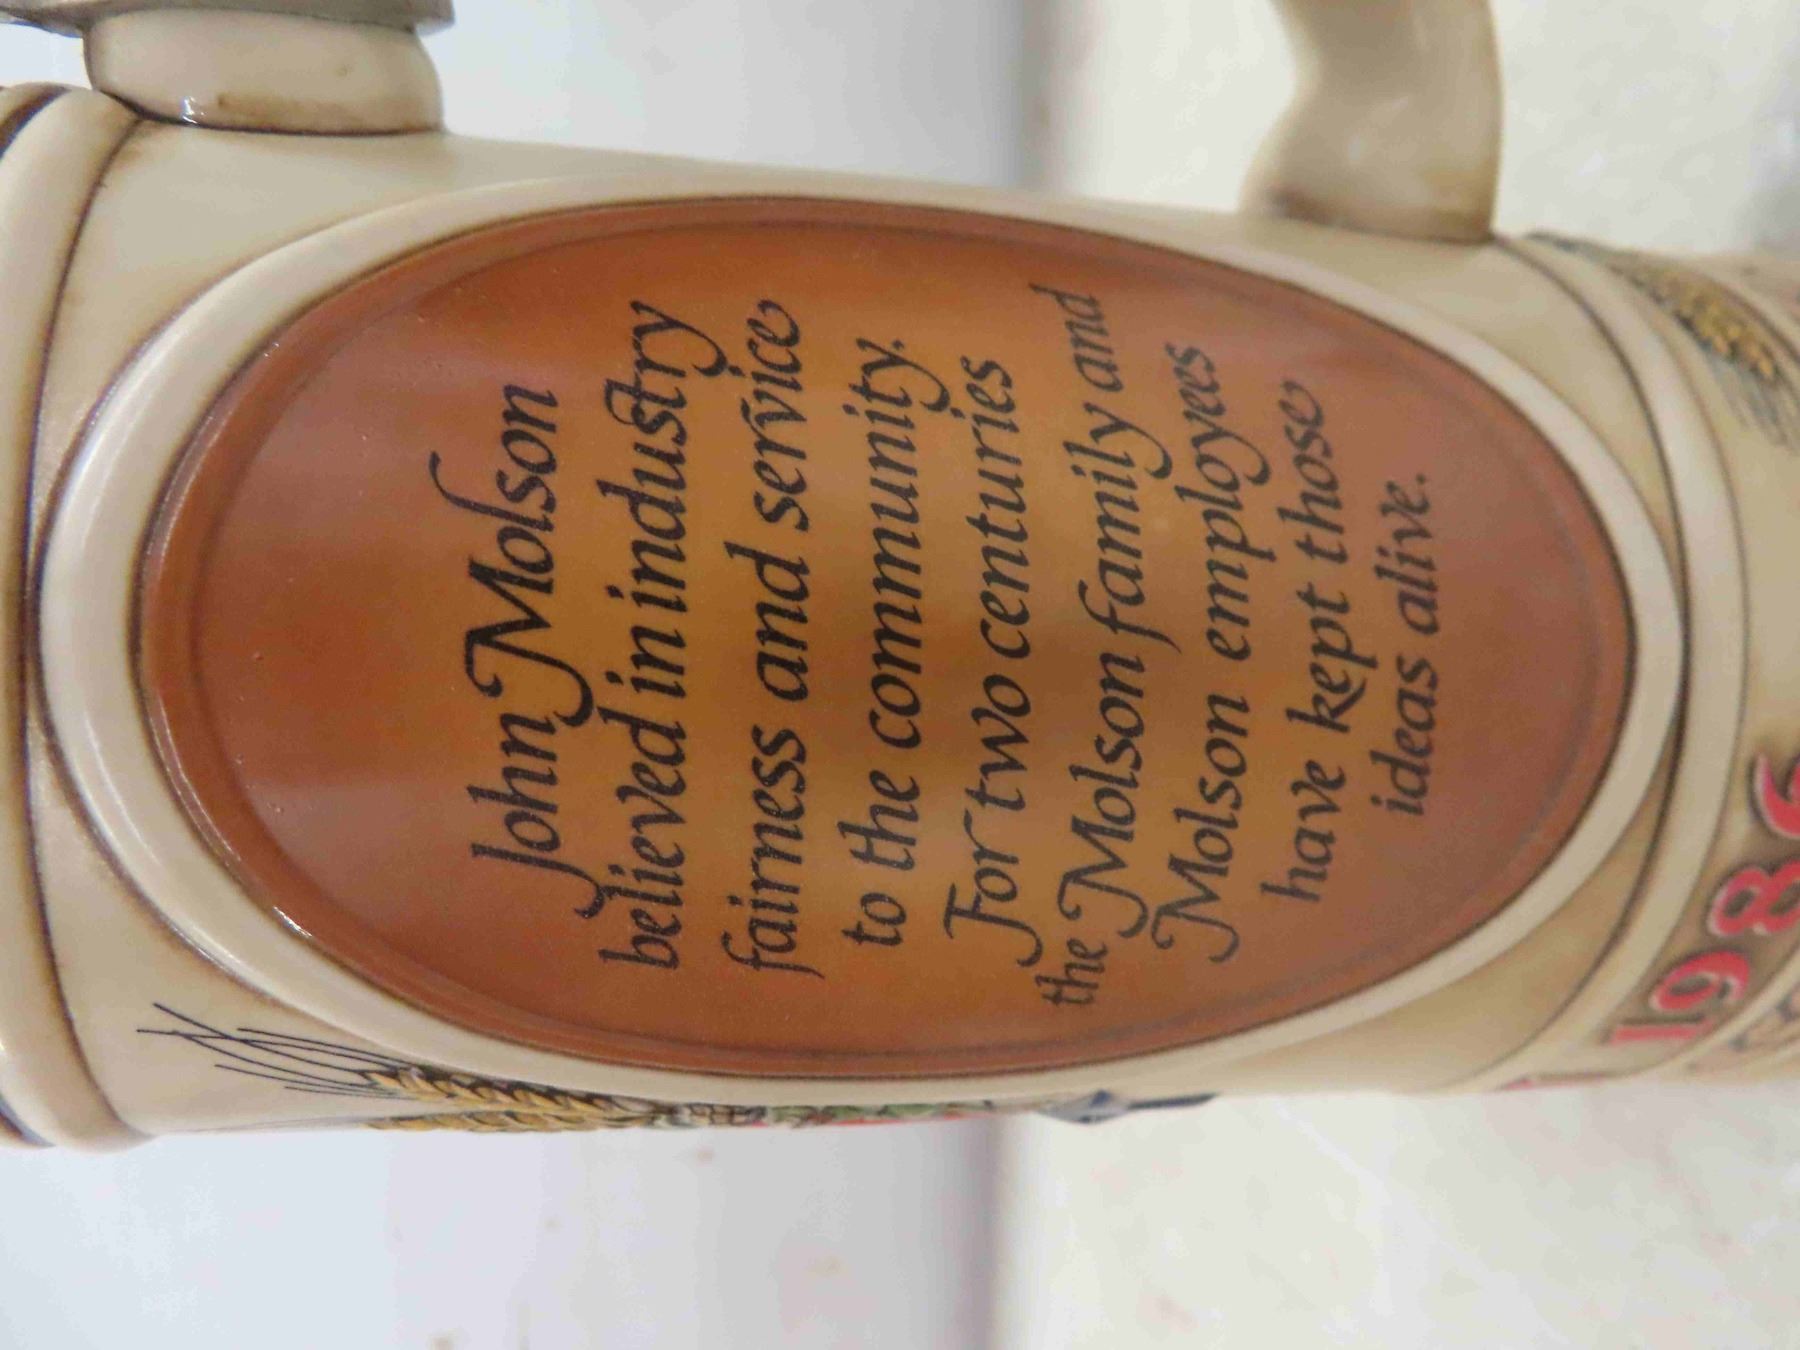 John Molson
believed in industry
fairness and service
to the community.
For two centuries
the Molson family and
Molson employees
have kept those
ideas alive.
1986